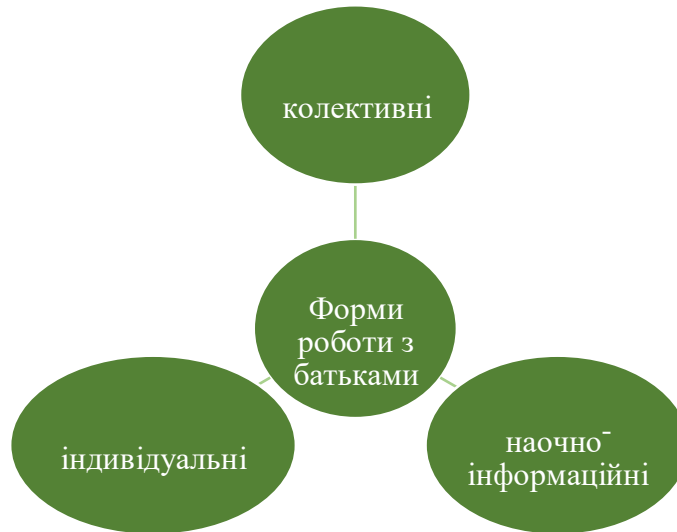 колективні
Форми
роботи з
батьками
індивідуальні
наочно-
інформаційні